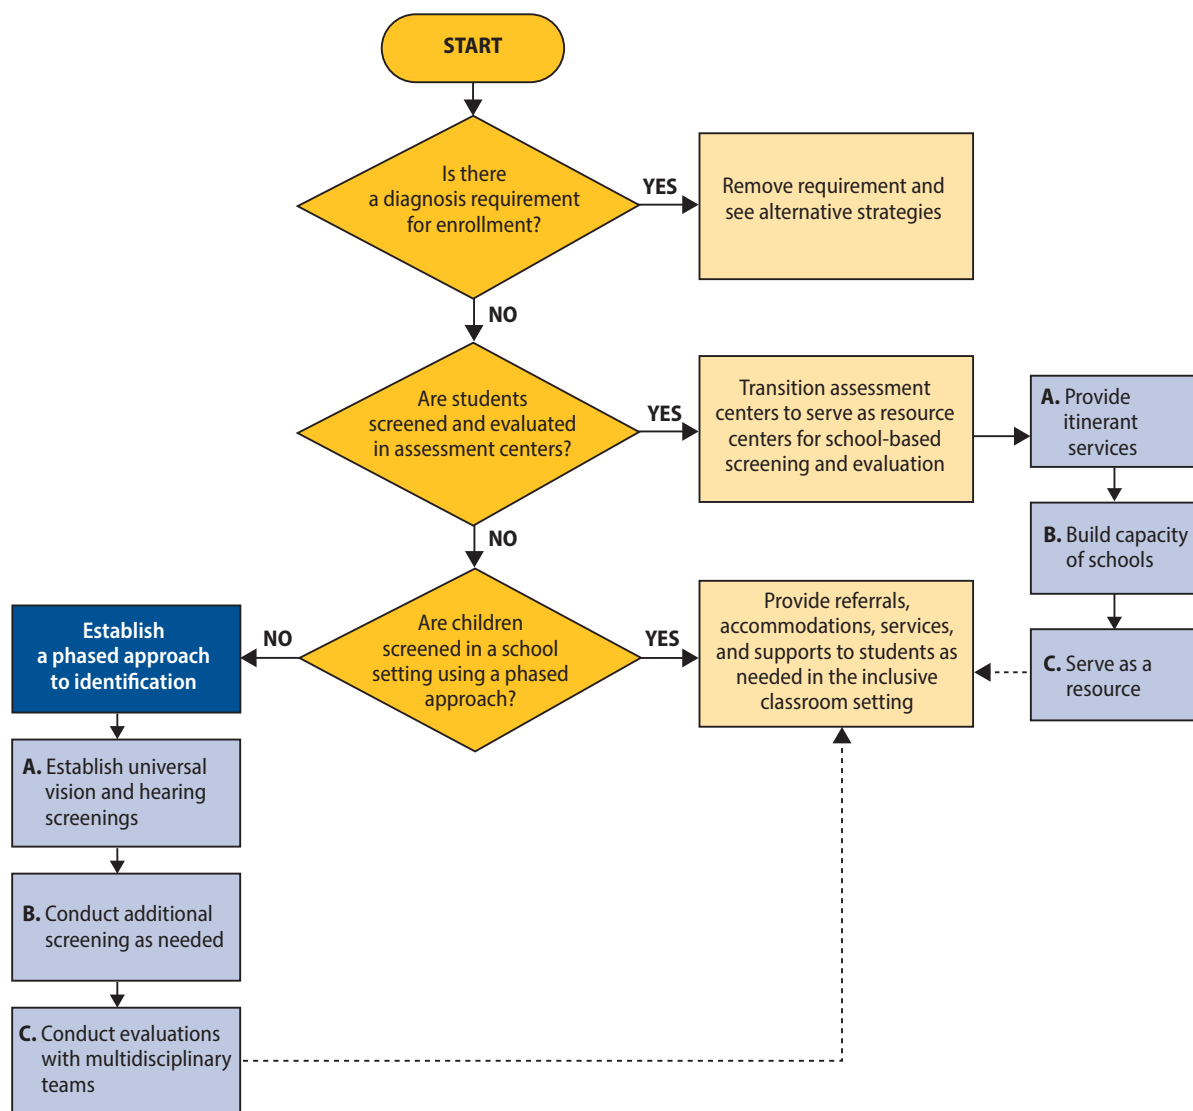 START
Is there
a diagnosis requirement
for enrollment?
YES
Remove requirement and
see alternative strategies
NO
Are students
screened and evaluated
in assessment centers?
YES
Transition assessment
centers to serve as resource
centers for school-based
screening and evaluation
A. Provide
itinerant
services
B. Build capacity
of schools
C. Serve as a
resource
NO
Are children
screened in a school
setting using a phased
approach?
YES
Provide referrals,
accommodations, services,
and supports to students as
needed in the inclusive
classroom setting
NO
Establish
a phased approach
to identification
A. Establish universal
vision and hearing
screenings
B. Conduct additional
screening as needed
C. Conduct evaluations
with multidisciplinary
teams